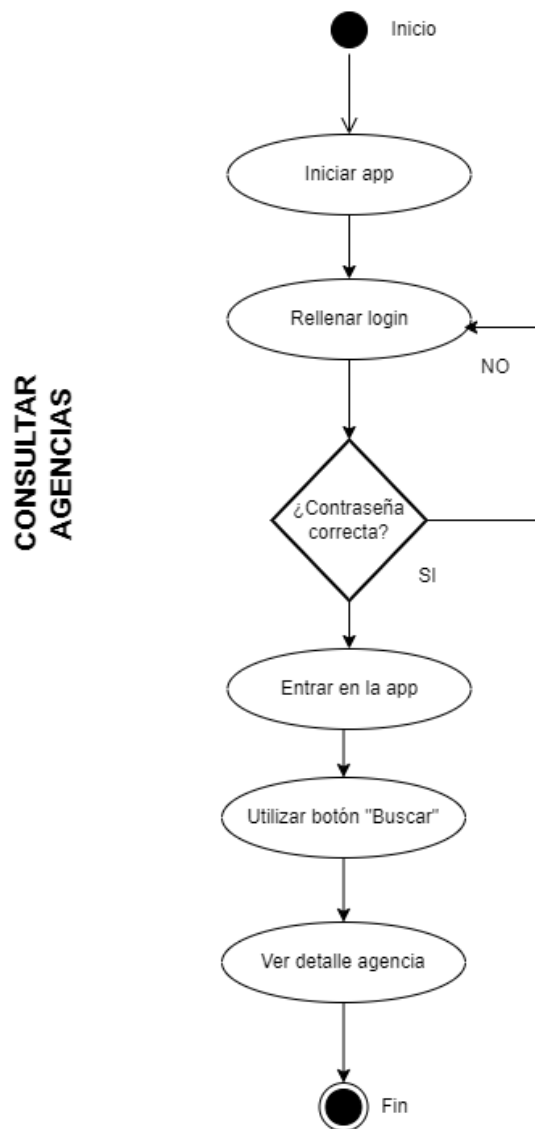 Inicio
Iniciar app
Rellenar login
NO
CONSULTAR
AGENCIAS
¿Contraseña
correcta?
SI
Entrar en la app
Utilizar botón "Buscar"
Ver detalle agencia
Fin